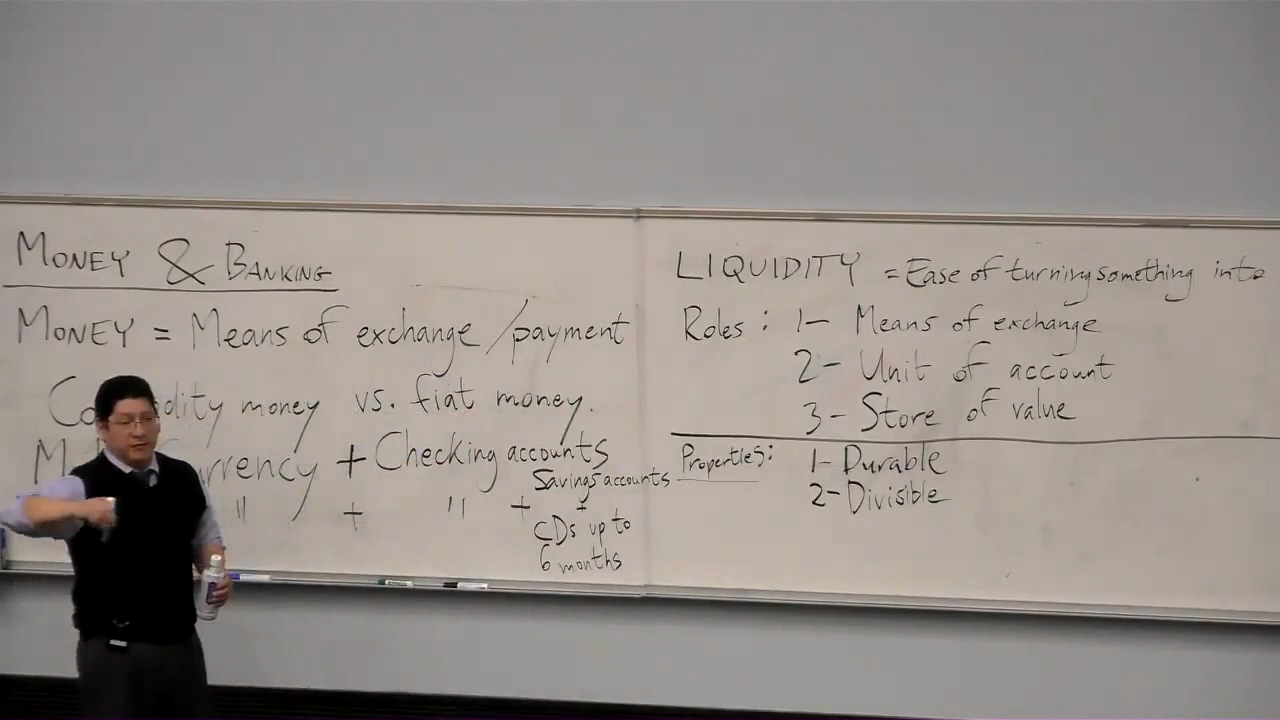 MONEY & BANKING
MONEY = Means of exchange/payment
money vs. fiat money.
+ Checking accounts
" + " + Savings accounts
+
CDs up to
6 months
LIQUIDITY = Ease of turning something into
Roles: 1- Means of exchange
2- Unit of account
3- Store of value
Properties: 1- Durable
2- Divisible